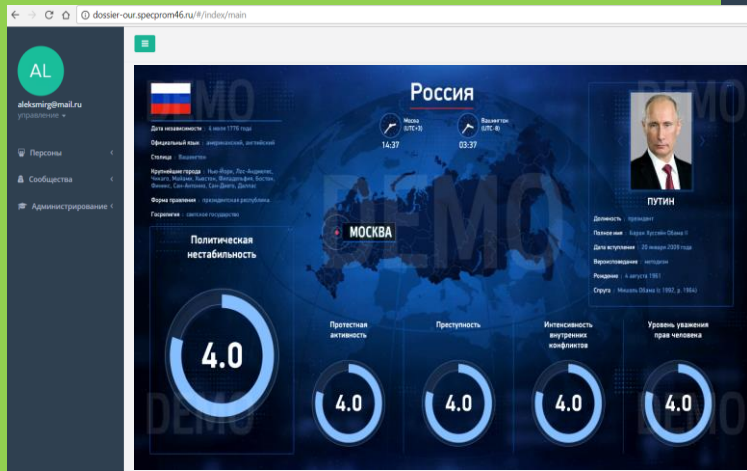 dossier-our.specprom46.ru/#/index/main
AL
aleksmirg@mail.ru
управление
Персоны
Сообщества
Администрирование
DEMO
Россия
Москва
(UTC+3)
14:37
Вашингтон
(UTC-8)
03:37
Дата независимости : 4 июля 1776 года
Официальный язык : американский, английский
Столица : Вашингтон
Крупнейшие города : Нью-Йорк, Лос-Анджелес,
Чикаго, Майами, Хьюстон, Филадельфия, Бостон,
Финикс, Сан-Антонио, Сан-Диего, Даллас
Форма правления : президентская республика
Госрелигия : светское государство
МОСКВА
DEMO
ПУТИН
Должность : президент
Полное имя : Барак Хуссейн Обама II
Дата вступления : 20 января 2009 года
Вероисповедание : методизм
Рождение : 4 августа 1961
Спруга : Мишель Обама (с 1992, р. 1964)
Политическая
нестабильность
4.0
Протестная
активность
4.0
Преступность
4.0
Интенсивность
внутренних
конфликтов
4.0
Уровень уважения
прав человека
4.0
DEMO
DEMO